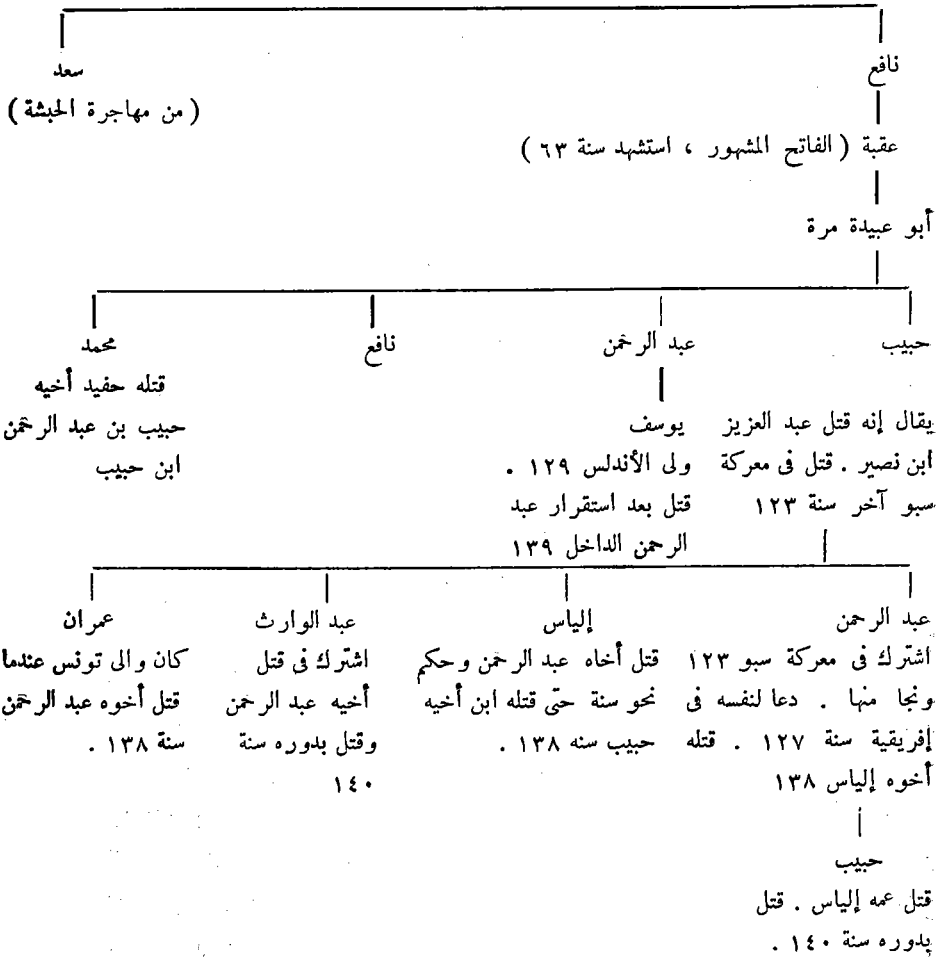 نافع
سعد
(من مهاجرة الحبشة)
عقبة (الفاتح المشهور ، استشهد سنة ٦٣)
أبو عبيدة مرة
حبيب
عبد الرحمن
نافع
محمد
يقال إنه قتل عبد العزيز
ابن نصير . قتل فى معركة
سبو آخر سنة ١٢٣
يوسف
ولى الأندلس ١٢٩ .
قتل بعد استقرار عبد
الرحمن الداخل ١٣٩
قتله حفيد أخيه
حبيب بن عبد الرحمن
ابن حبيب
عبد الرحمن
اشترك فى معركة سبو ١٢٣
ونجا منها . دعا لنفسه فى
إفريقية سنة ١٢٧ . قتله
أخوه إلياس ١٣٨
إلياس
قتل أخاه عبد الرحمن وحكم
نحو سنة حتى قتله ابن أخيه
حبيب سنه ١٣٨ .
عبد الوارث
اشترك فى قتل
أخيه عبد الرحمن
وقتل بدوره سنة
١٤٠
عمران
كان والى تونس عندما
قتل أخوه عبد الرحمن
سنة ١٣٨ .
حبيب
قتل عمه إلياس . قتل
بدوره سنة ١٤٠ .